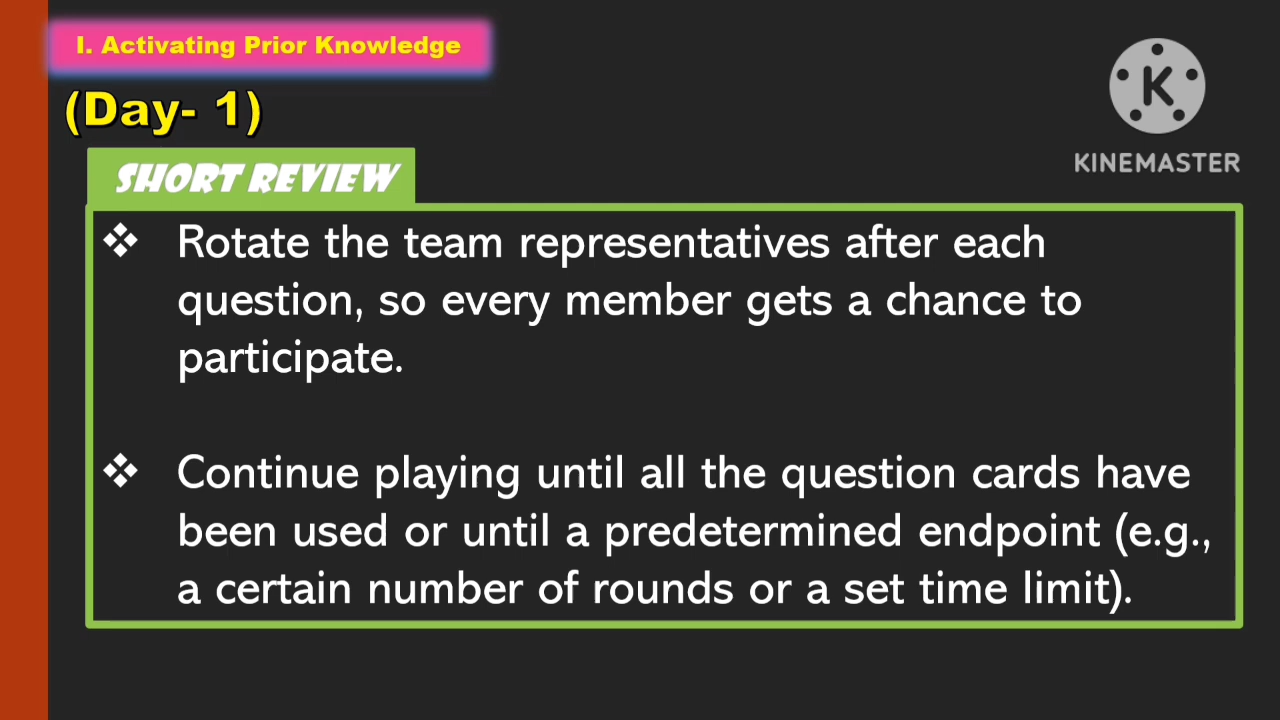 I. Activating Prior Knowledge
(Day- 1)
K
KINEMASTER
SHORT REVIEW
❖ Rotate the team representatives after each
question, so every member gets a chance to
participate.
❖ Continue playing until all the question cards have
been used or until a predetermined endpoint (e.g.,
a certain number of rounds or a set time limit).